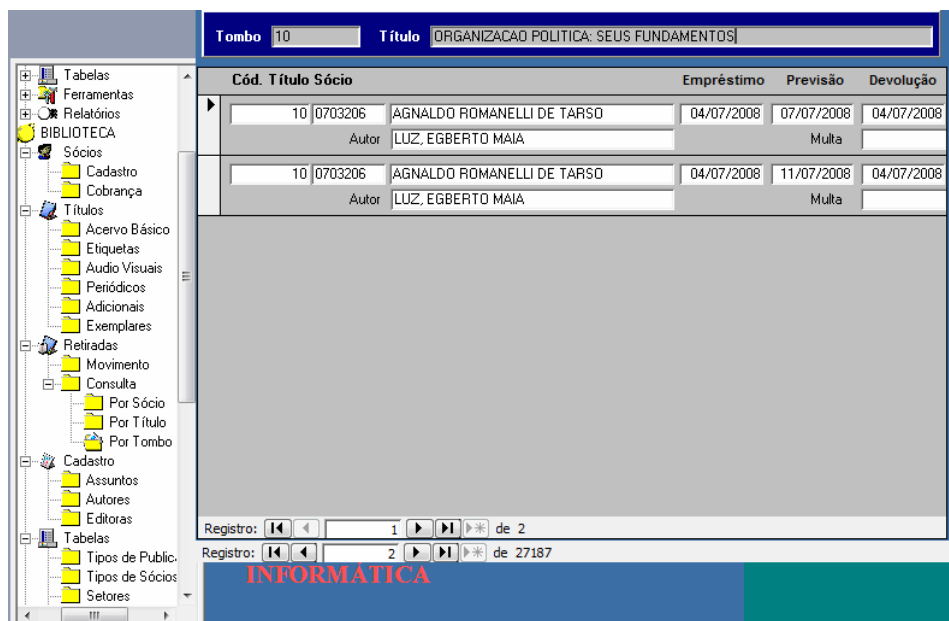 Tombo 10 Título ORGANIZACAO POLITICA: SEUS FUNDAMENTOS
Tabelas
Ferramentas
Relatórios
BIBLIOTECA
Sócios
Cadastro
Cobrança
Títulos
Acervo Básico
Etiquetas
Audio Visuais
Periódicos
Adicionais
Exemplares
Retiradas
Movimento
Consulta
Por Sócio
Por Título
Por Tombo
Cadastro
Assuntos
Autores
Editoras
Tabelas
Tipos de Public
Tipos de Sócios
Setores
Cód. Título Sócio Empréstimo Previsão Devolução
10 0703206 AGNALDO ROMANELLI DE TARSO 04/07/2008 07/07/2008 04/07/2008
Autor LUZ, EGBERTO MAIA Multa
10 0703206 AGNALDO ROMANELLI DE TARSO 04/07/2008 11/07/2008 04/07/2008
Autor LUZ, EGBERTO MAIA Multa
Registro: 1 de 2
Registro: 2 de 27187
INFORMÁTICA